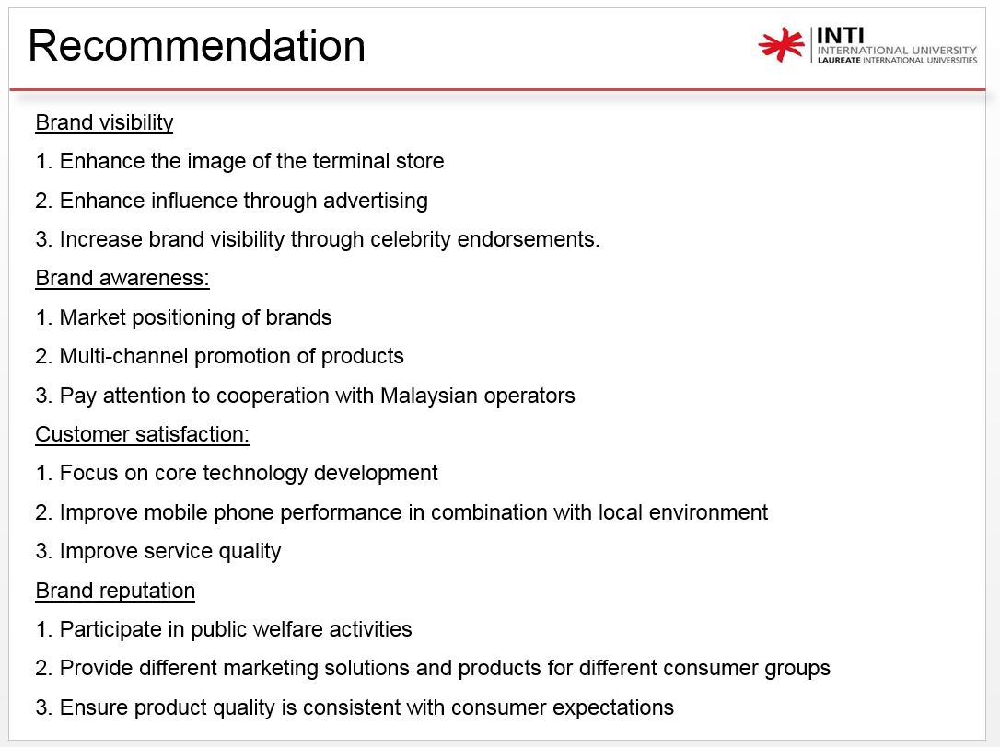 Recommendation
INTI
INTERNATIONAL UNIVERSITY
LAUREATE INTERNATIONAL UNIVERSITIES
Brand visibility
1. Enhance the image of the terminal store
2. Enhance influence through advertising
3. Increase brand visibility through celebrity endorsements.
Brand awareness:
1. Market positioning of brands
2. Multi-channel promotion of products
3. Pay attention to cooperation with Malaysian operators
Customer satisfaction:
1. Focus on core technology development
2. Improve mobile phone performance in combination with local environment
3. Improve service quality
Brand reputation
1. Participate in public welfare activities
2. Provide different marketing solutions and products for different consumer groups
3. Ensure product quality is consistent with consumer expectations